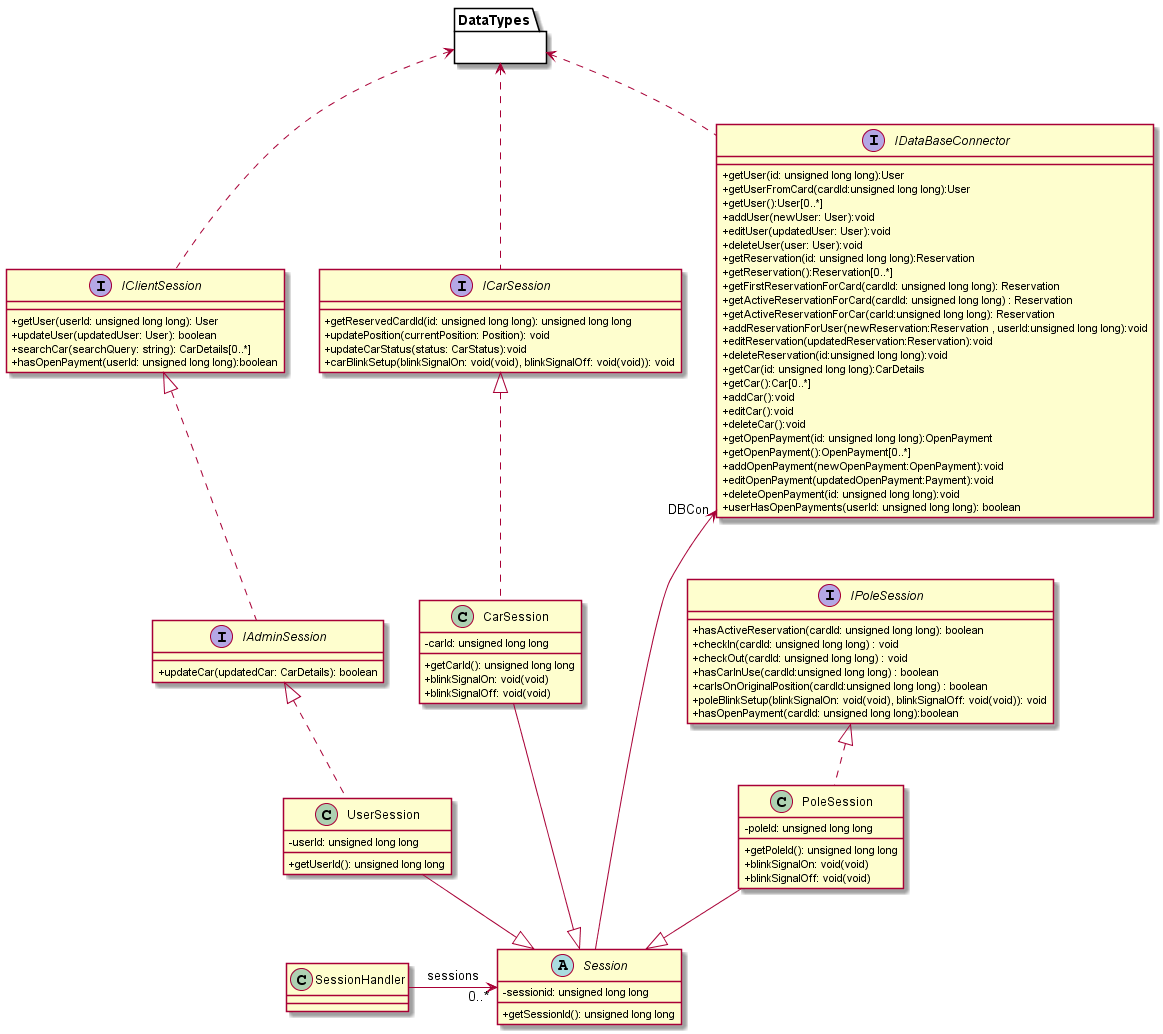 DataTypes
I IDataBaseConnector
+getUser(id: unsigned long long):User
+getUserFromCard(cardId:unsigned long long):User
+getUser():User[0..*]
+addUser(newUser: User):void
+editUser(updatedUser: User):void
+deleteUser(user: User):void
+getReservation(id: unsigned long long):Reservation
+getReservation():Reservation[0..*]
+getFirstReservationForCard(cardId: unsigned long long): Reservation
+getActiveReservationForCard(cardId: unsigned long long) : Reservation
+getActiveReservationForCar(carId: unsigned long long): Reservation
+addReservationForUser(newReservation:Reservation , userId:unsigned long long):void
+editReservation(updatedReservation:Reservation):void
+deleteReservation(id:unsigned long long):void
+getCar(id: unsigned long long):CarDetails
+getCar():Car[0..*]
+addCar():void
+editCar():void
+deleteCar():void
+getOpenPayment(id: unsigned long long):OpenPayment
+getOpenPayment():OpenPayment[0..*]
+addOpenPayment(newOpenPayment:OpenPayment):void
+editOpenPayment(updatedOpenPayment:Payment):void
+deleteOpenPayment(id: unsigned long long):void
+userHasOpenPayments(userId: unsigned long long): boolean
I IClientSession
+getUser(userId: unsigned long long): User
+updateUser(updatedUser: User): boolean
+searchCar(searchQuery: string): CarDetails[0..*]
+hasOpenPayment(userId: unsigned long long):boolean
I ICarSession
+getReservedCardId(id: unsigned long long): unsigned long long
+updatePosition(currentPosition: Position): void
+updateCarStatus(status: CarStatus):void
+carBlinkSetup(blinkSignalOn: void(void), blinkSignalOff: void(void)): void
DBCon
I IPoleSession
+hasActiveReservation(cardId: unsigned long long): boolean
+checkIn(cardId: unsigned long long) : void
+checkOut(cardId: unsigned long long) : void
+hasCarInUse(cardId:unsigned long long) : boolean
+carIsOnOriginalPosition(cardId:unsigned long long) : boolean
+poleBlinkSetup(blinkSignalOn: void(void), blinkSignalOff: void(void)): void
+hasOpenPayment(cardId: unsigned long long):boolean
I IAdminSession
+updateCar(updatedCar: CarDetails): boolean
C CarSession
-carId: unsigned long long
+getCarId(): unsigned long long
+blinkSignalOn: void(void)
+blinkSignalOff: void(void)
C UserSession
-userId: unsigned long long
+getUserId(): unsigned long long
C PoleSession
-poleId: unsigned long long
+getPoleId(): unsigned long long
+blinkSignalOn: void(void)
+blinkSignalOff: void(void)
C SessionHandler
sessions
0..*
A Session
-sessionid: unsigned long long
+getSessionId(): unsigned long long